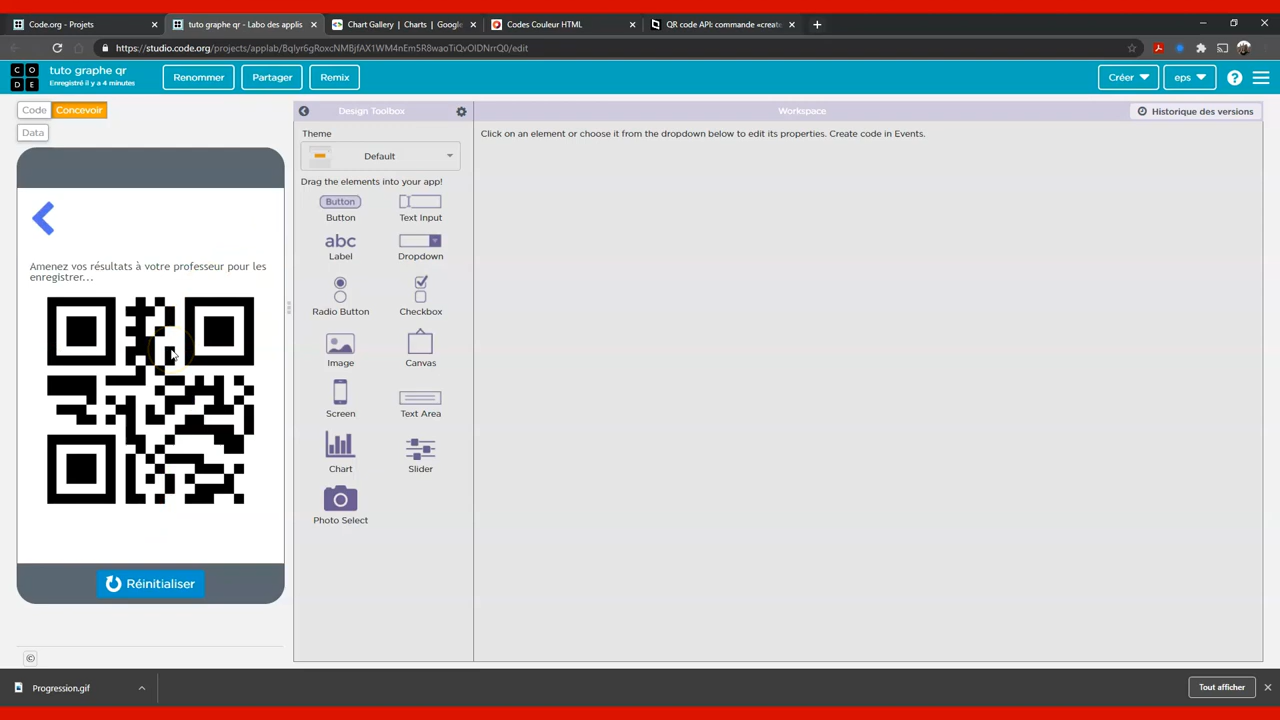 Code.org - Projets
tuto graphe qr - Labo des applis
Chart Gallery | Charts | Google
Codes Couleur HTML
QR code API: commande «create
https://studio.code.org/projects/applab/Bqlyr6gRoxcNMBjfAX1WM4nEm5R8waoTiQvOlDNrrQ0/edit
CO
DE
tuto graphe qr
Enregistré il y a 4 minutes
Renommer
Partager
Remix
Créer
eps
Code
Concevoir
Data
Design Toolbox
Workspace
Historique des versions
Theme
Default
Click on an element or choose it from the dropdown below to edit its properties. Create code in Events.
Drag the elements into your app!
Button
Button
Text Input
abc
Label
Dropdown
Radio Button
Checkbox
Image
Canvas
Screen
Text Area
Chart
Slider
Photo Select
Amenez vos résultats à votre professeur pour les
enregistrer...
Réinitialiser
©
Progression.gif
Tout afficher